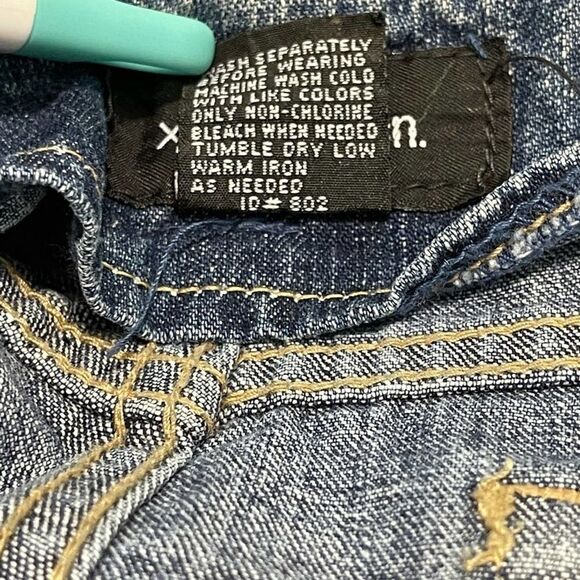 WASH SEPARATELY
BEFORE WEARING
MACHINE WASH COLD
WITH LIKE COLORS
ONLY NON-CHLORINE
BLEACH WHEN NEEDED
TUMBLE DRY LOW
WARM IRON
AS NEEDED
ID# 802
x
n.